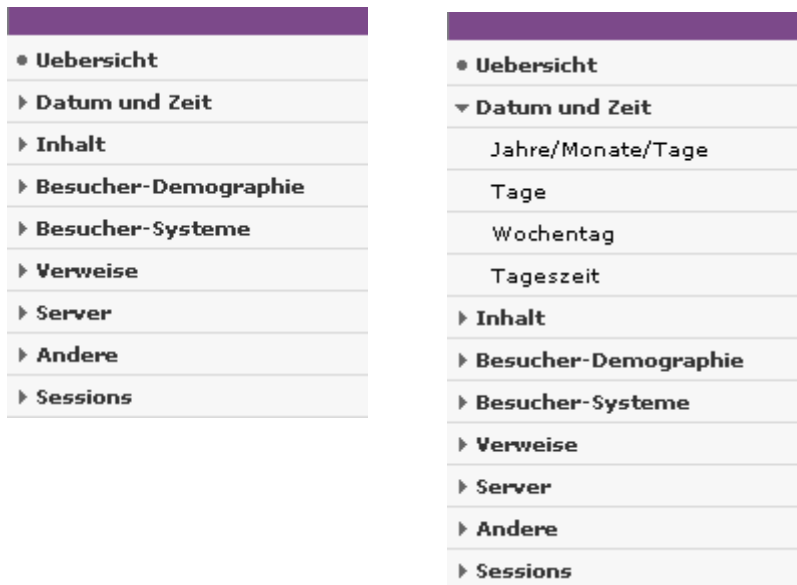 Uebersicht
Datum und Zeit
Inhalt
Besucher-Demographie
Besucher-Systeme
Verweise
Server
Andere
Sessions
Uebersicht
Datum und Zeit
Jahre/Monate/Tage
Tage
Wochentag
Tageszeit
Inhalt
Besucher-Demographie
Besucher-Systeme
Verweise
Server
Andere
Sessions